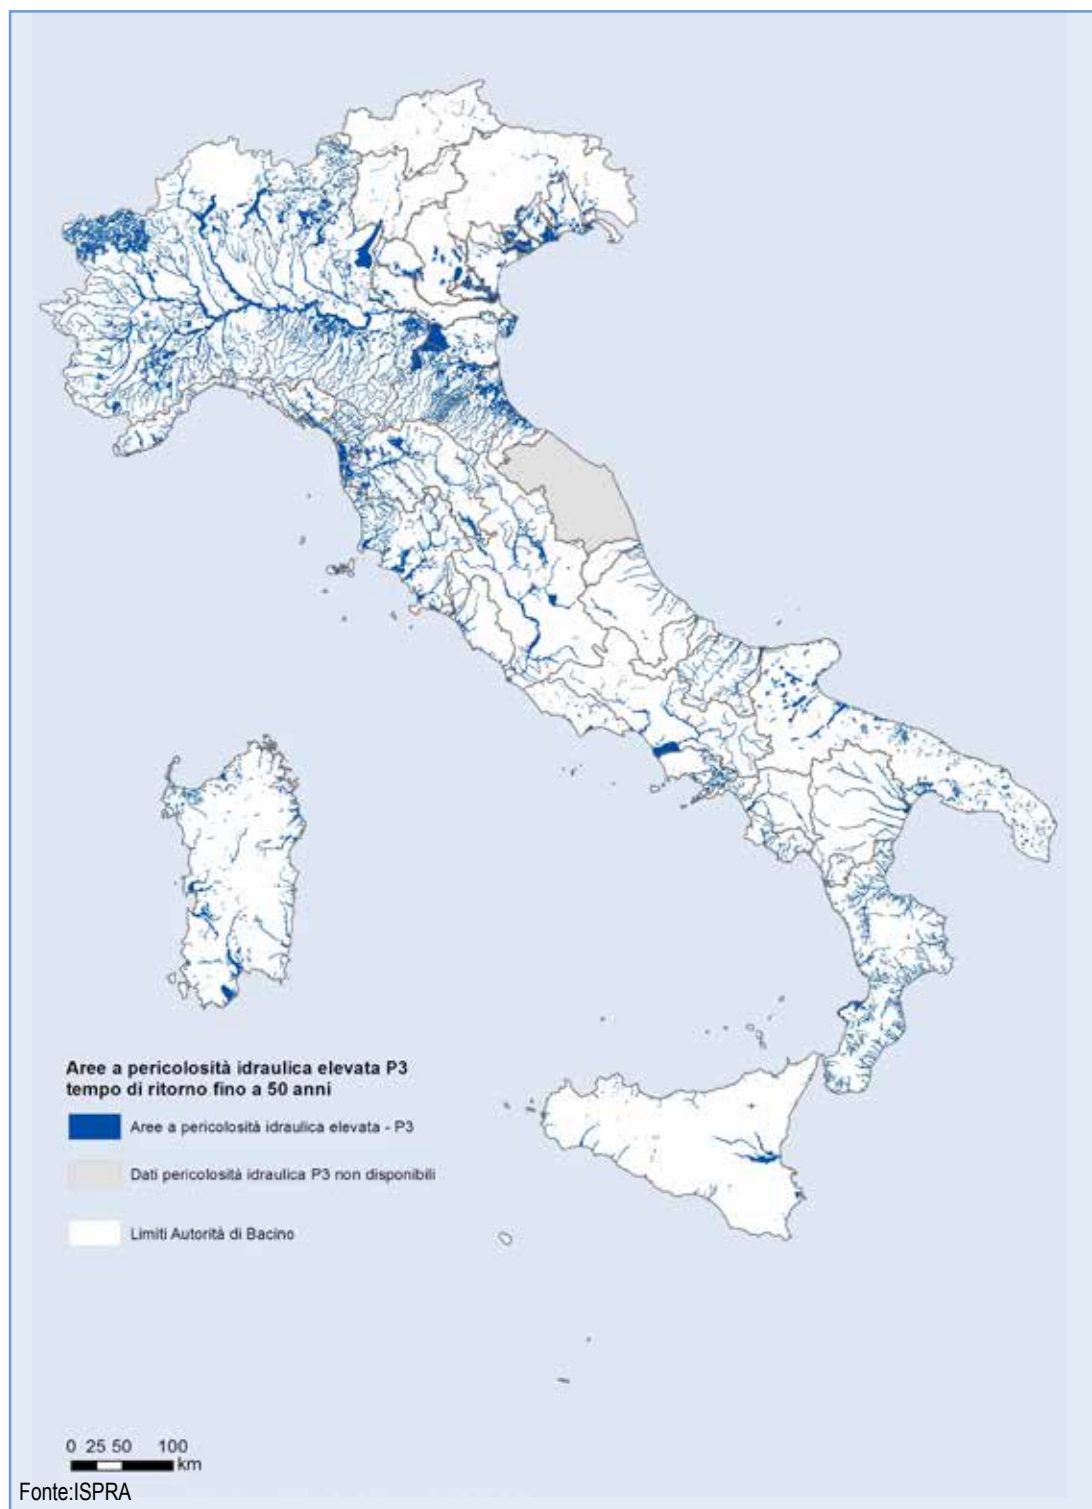 Aree a pericolosità idraulica elevata P3
tempo di ritorno fino a 50 anni
Aree a pericolosità idraulica elevata - P3
Dati pericolosità idraulica P3 non disponibili
Limiti Autorità di Bacino
0 25 50 100
km
Fonte:ISPRA